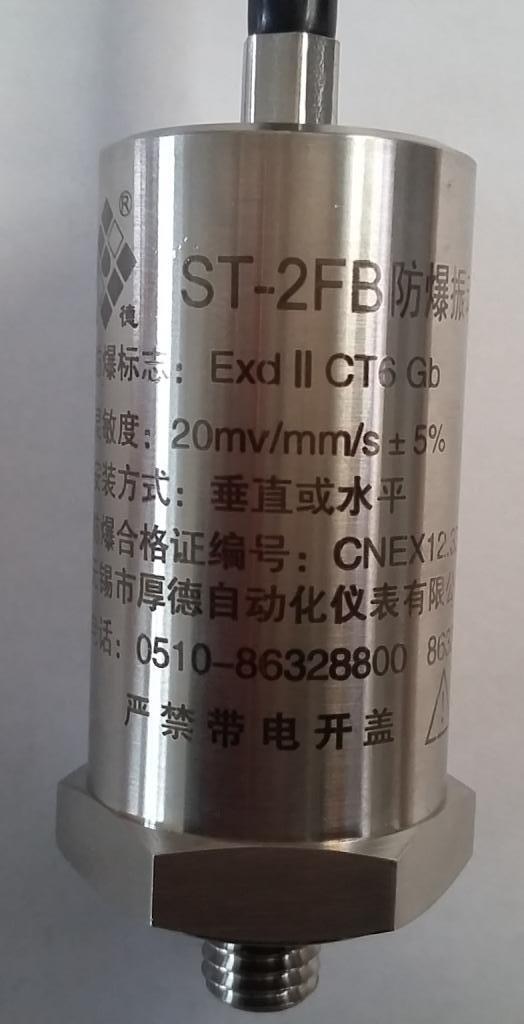 ®
德
ST-2FB防爆振
爆标志：Exd II CT6 Gb
敏度：20mv/mm/s ± 5%
装方式：垂直或水平
爆合格证编号：CNEX12.3
锡市厚德自动化仪表有限公
话：0510-86328800 863
严禁带电开盖